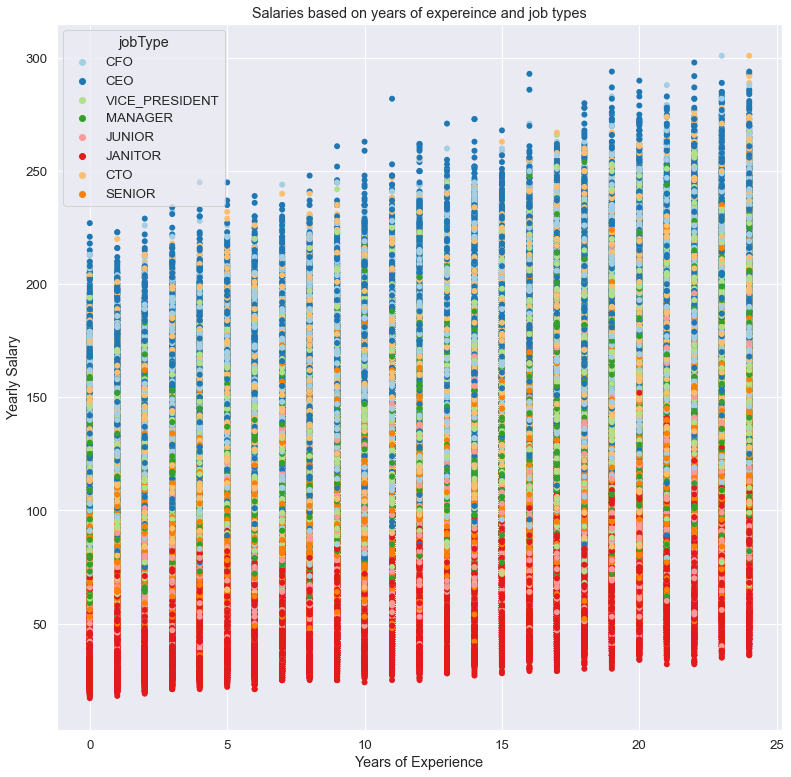 Salaries based on years of expereince and job types
jobType
CFO
CEO
VICE_PRESIDENT
MANAGER
JUNIOR
JANITOR
CTO
SENIOR
300
250
200
150
100
50
Yearly Salary
0 5 10 15 20 25
Years of Experience